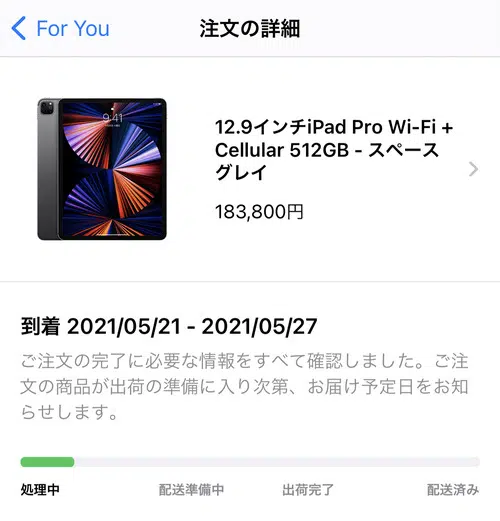 For You
注文の詳細
9:41
12.9インチiPad Pro Wi-Fi +
Cellular 512GB - スペース
グレイ
183,800円
到着 2021/05/21 - 2021/05/27
ご注文の完了に必要な情報をすべて確認しました。ご注
文の商品が出荷の準備に入り次第、お届け予定日をお知
らせします。
処理中
配送準備中
出荷完了
配送済み